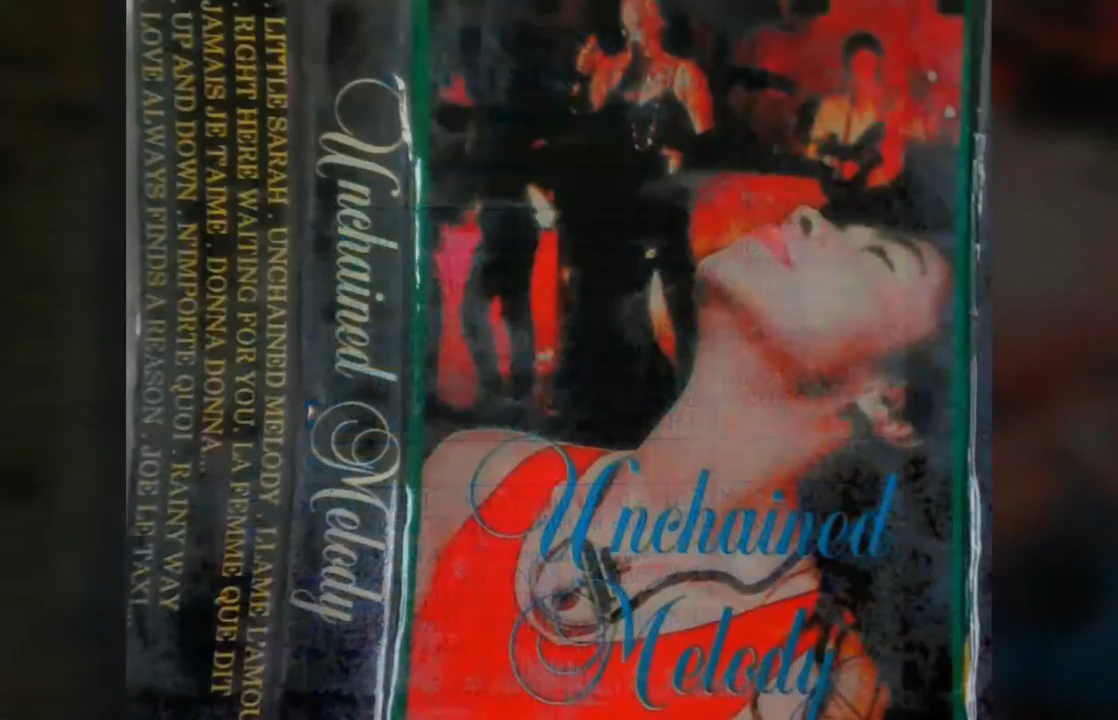 . LITTLE SARAH . UNCHAINED MELODY . LLAME L'AMOU
. RIGHT HERE WAITING FOR YOU, LA FEMME QUE DIT
JAMAIS JE T'AIME . DONNA DONNA...
. UP AND DOWN . N'IMPORTE QUOI . RAINY WAY
. LOVE ALWAYS FINDS A REASON . JOE LE TAXI...
Unchained Melody
Unchained
Melody